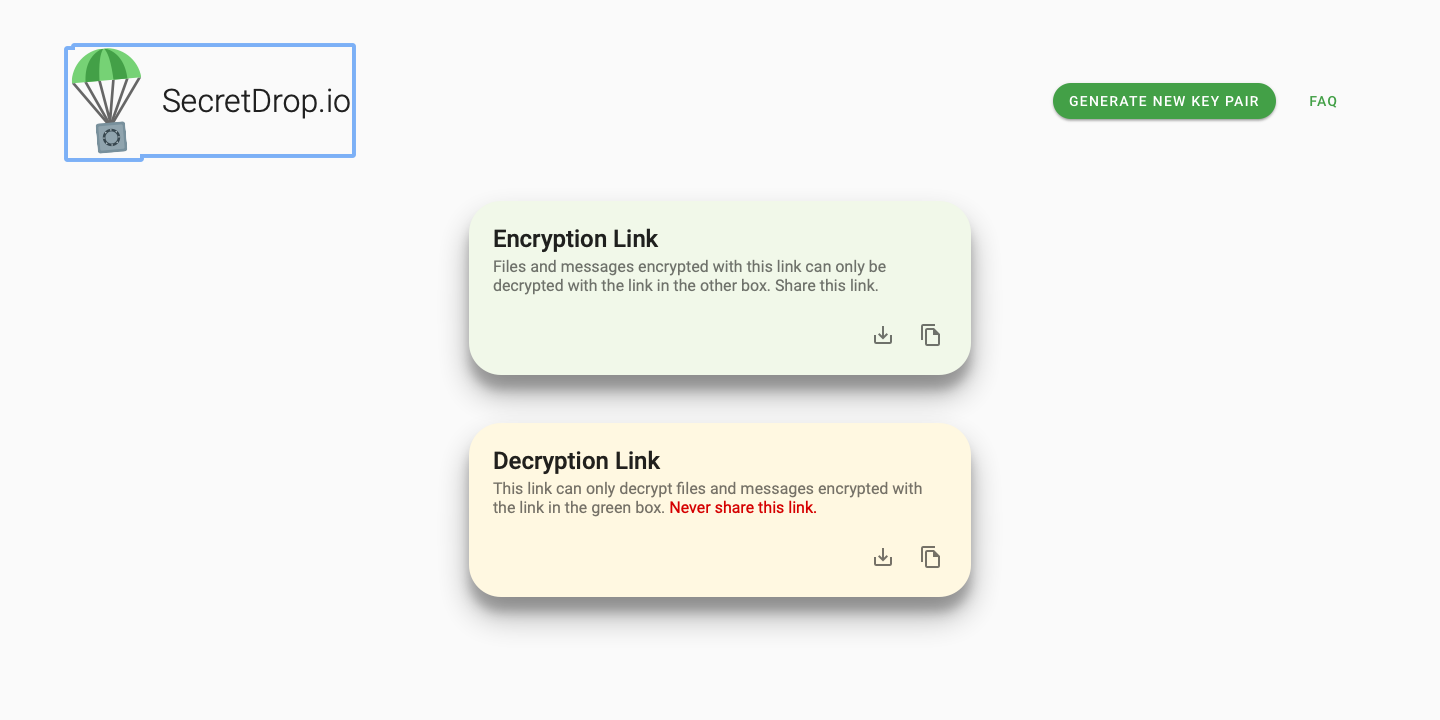 SecretDrop.io
GENERATE NEW KEY PAIR
FAQ
Encryption Link
Files and messages encrypted with this link can only be
decrypted with the link in the other box. Share this link.
Decryption Link
This link can only decrypt files and messages encrypted with
the link in the green box. Never share this link.